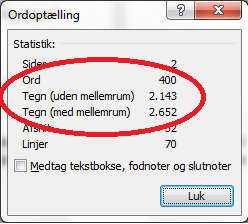 Ordoptælling
Statistik:
Sider 2
Ord 400
Tegn (uden mellemrum) 2.143
Tegn (med mellemrum) 2.652
Afsnit 32
Linjer 70
Medtag tekstbokse, fodnoter og slutnoter
Luk